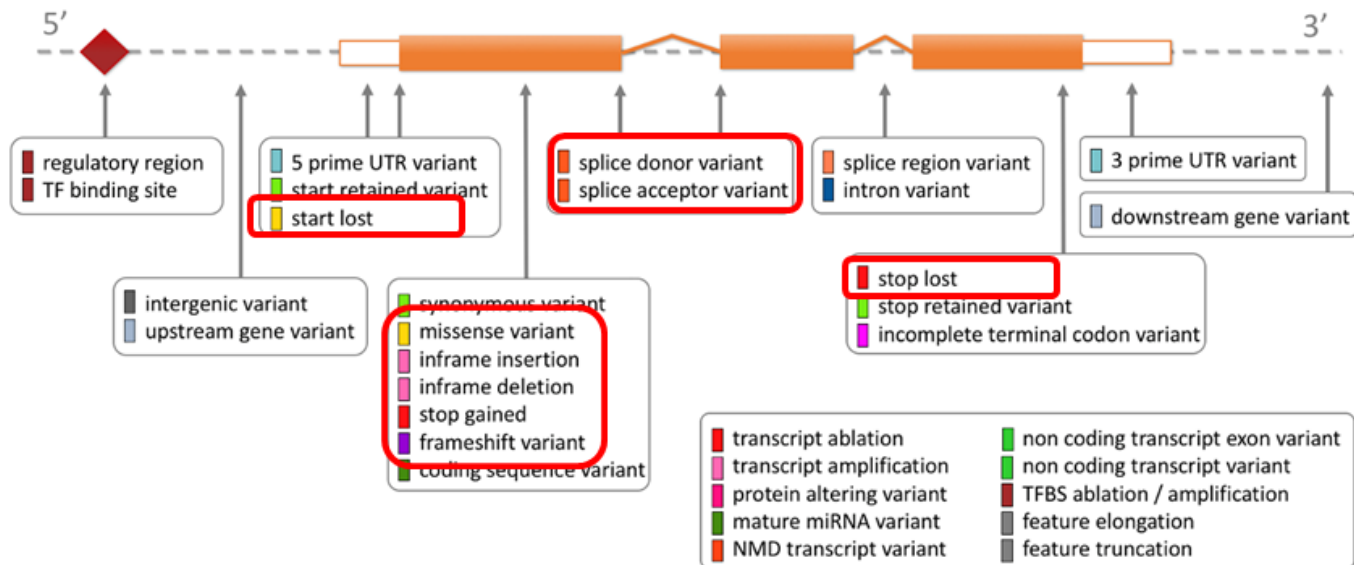 5’
3’
regulatory region
TF binding site
5 prime UTR variant
start retained variant
start lost
splice donor variant
splice acceptor variant
splice region variant
intron variant
3 prime UTR variant
downstream gene variant
intergenic variant
upstream gene variant
synonymous variant
missense variant
inframe insertion
inframe deletion
stop gained
frameshift variant
coding sequence variant
stop lost
stop retained variant
incomplete terminal codon variant
transcript ablation
transcript amplification
protein altering variant
mature miRNA variant
NMD transcript variant
non coding transcript exon variant
non coding transcript variant
TFBS ablation / amplification
feature elongation
feature truncation